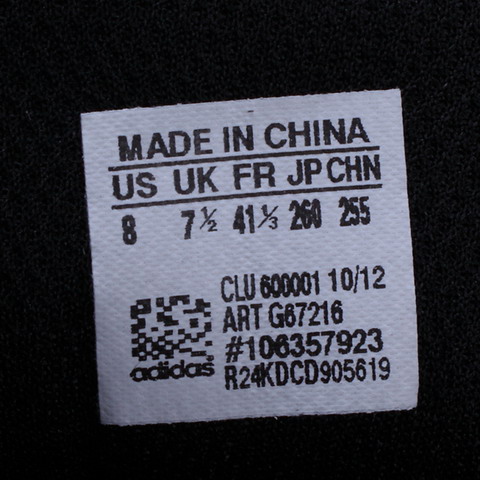 MADE IN CHINA
US UK FR JP CHN
8 7½ 41⅓ 260 255
CLU 600001 10/12
ART G67216
#106357923
R24KDCD905619
adidas